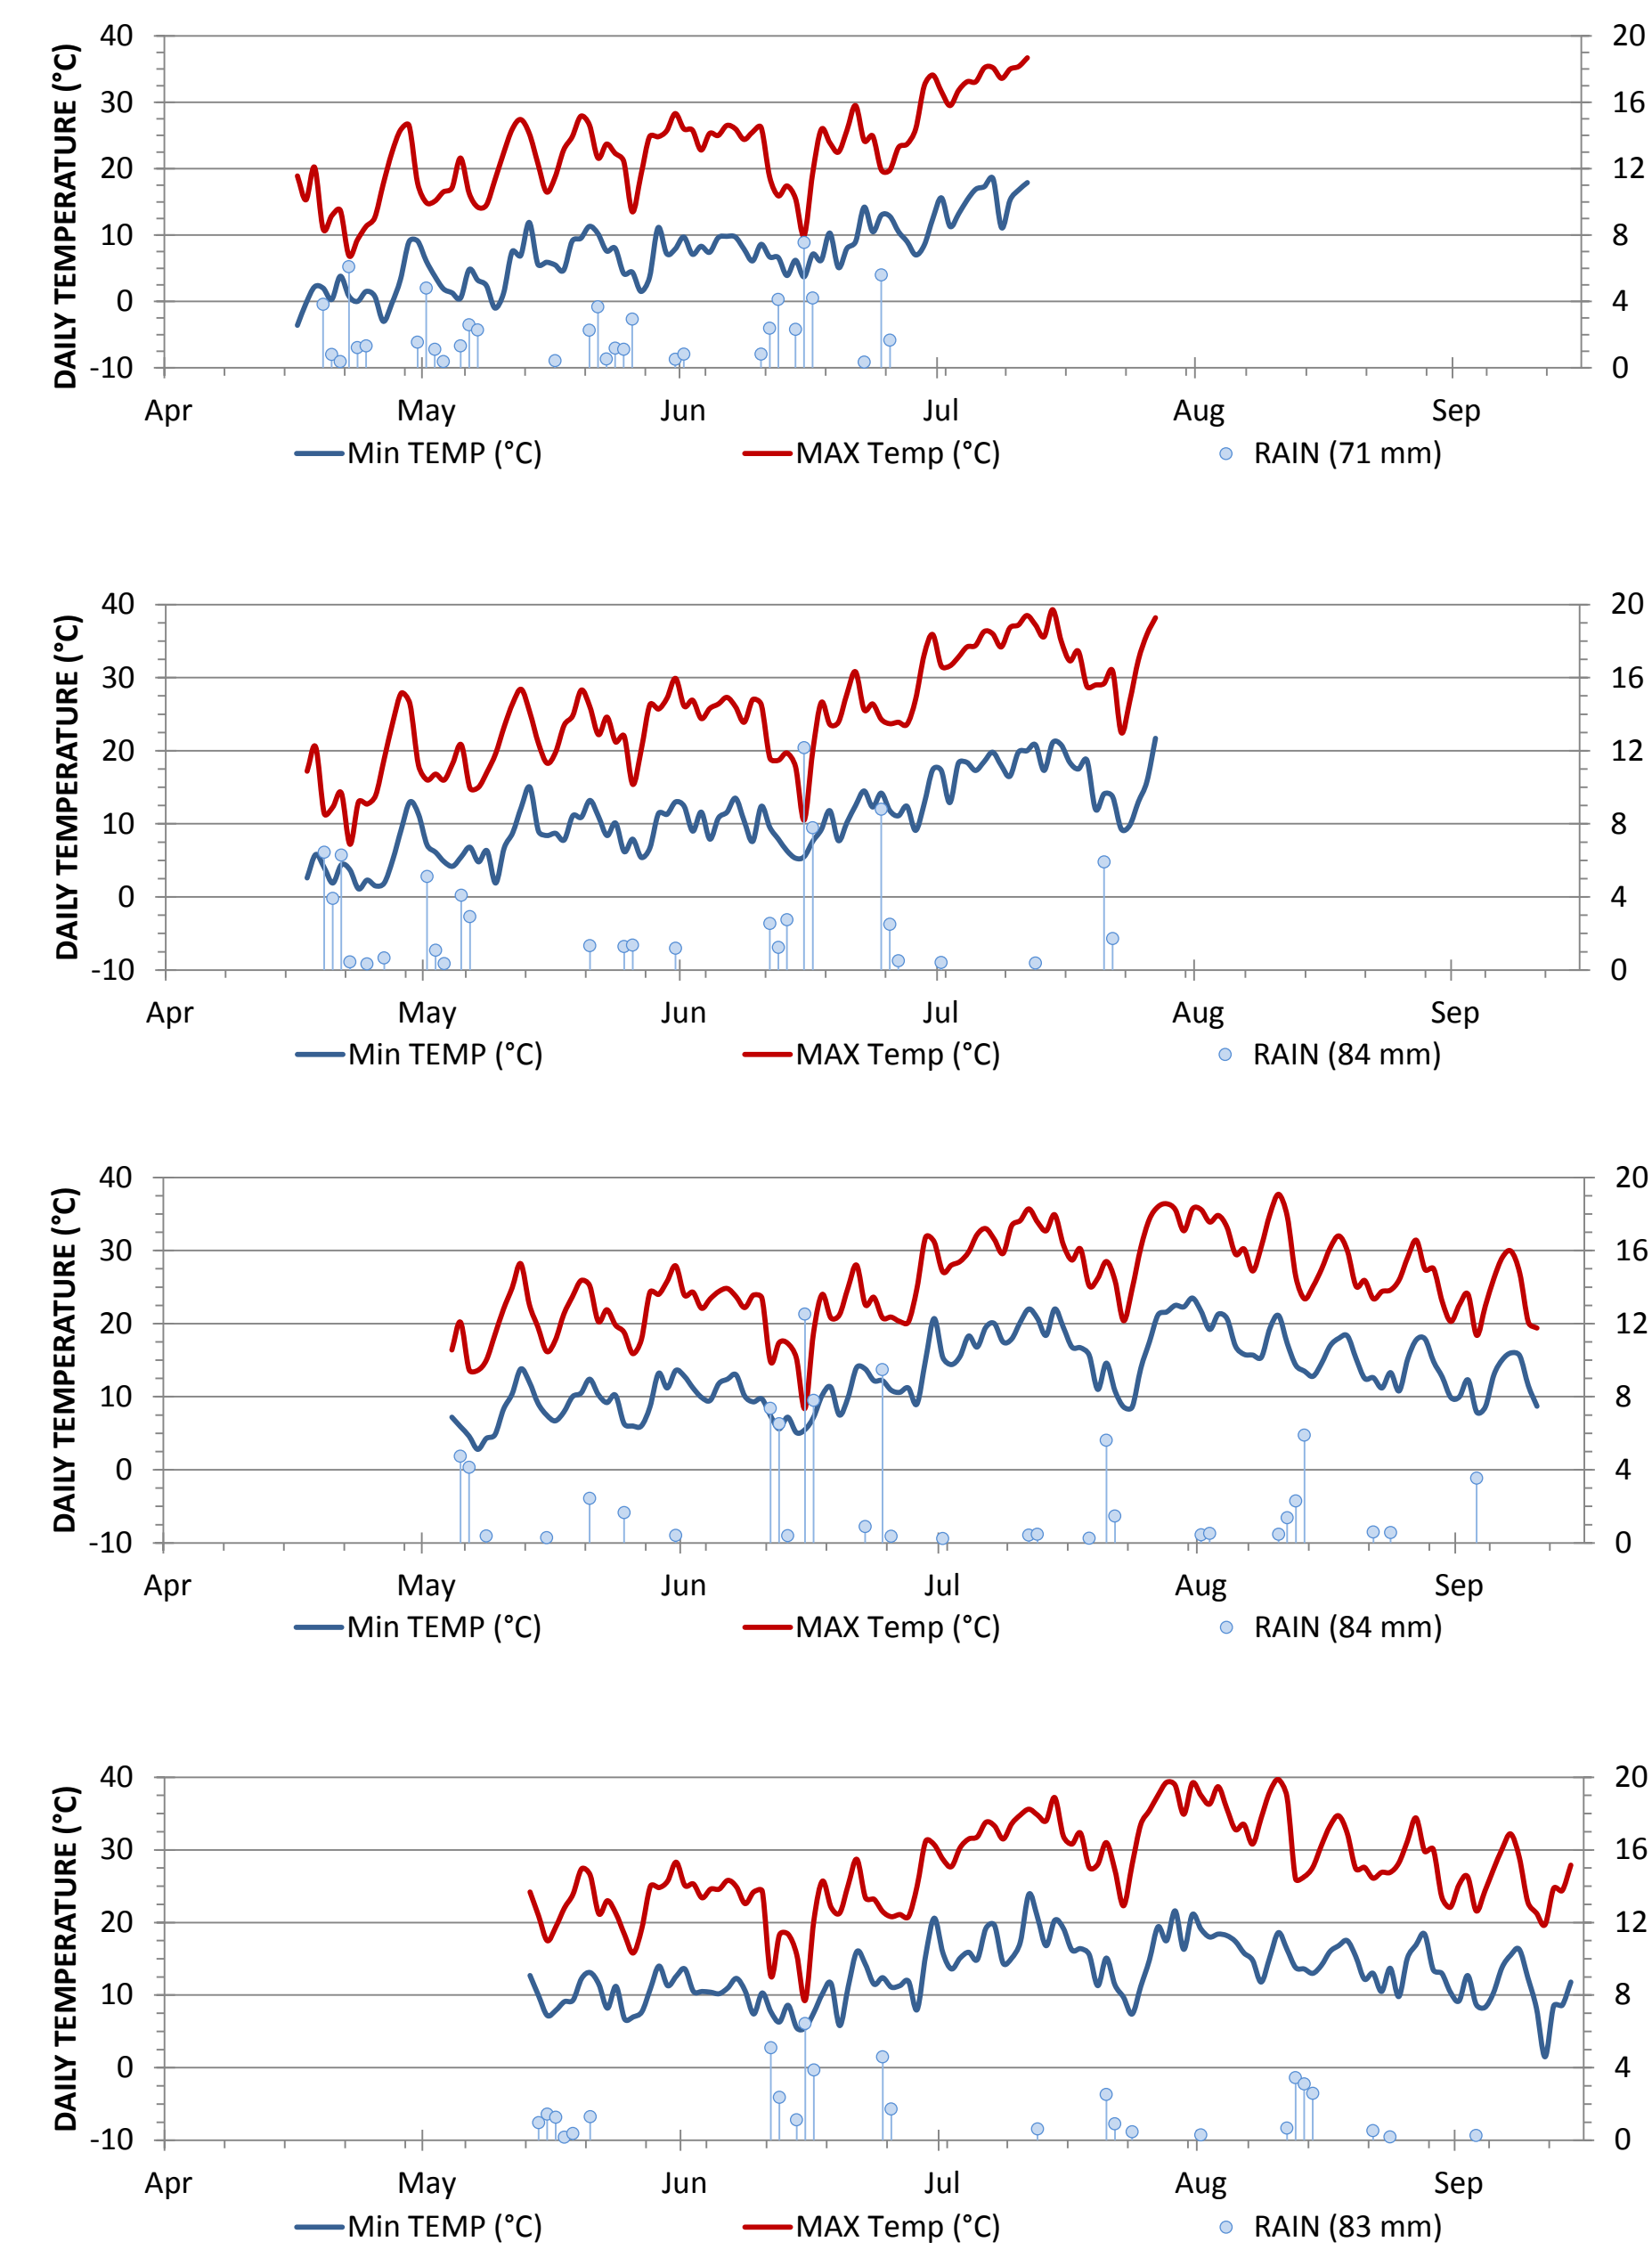 DAILY TEMPERATURE (°C)
40 20
30 16
20 12
10 8
0 4
-10 0
Apr May Jun Jul Aug Sep
Min TEMP (°C) MAX Temp (°C) RAIN (71 mm)
DAILY TEMPERATURE (°C)
40 20
30 16
20 12
10 8
0 4
-10 0
Apr May Jun Jul Aug Sep
Min TEMP (°C) MAX Temp (°C) RAIN (84 mm)
DAILY TEMPERATURE (°C)
40 20
30 16
20 12
10 8
0 4
-10 0
Apr May Jun Jul Aug Sep
Min TEMP (°C) MAX Temp (°C) RAIN (84 mm)
DAILY TEMPERATURE (°C)
40 20
30 16
20 12
10 8
0 4
-10 0
Apr May Jun Jul Aug Sep
Min TEMP (°C) MAX Temp (°C) RAIN (83 mm)